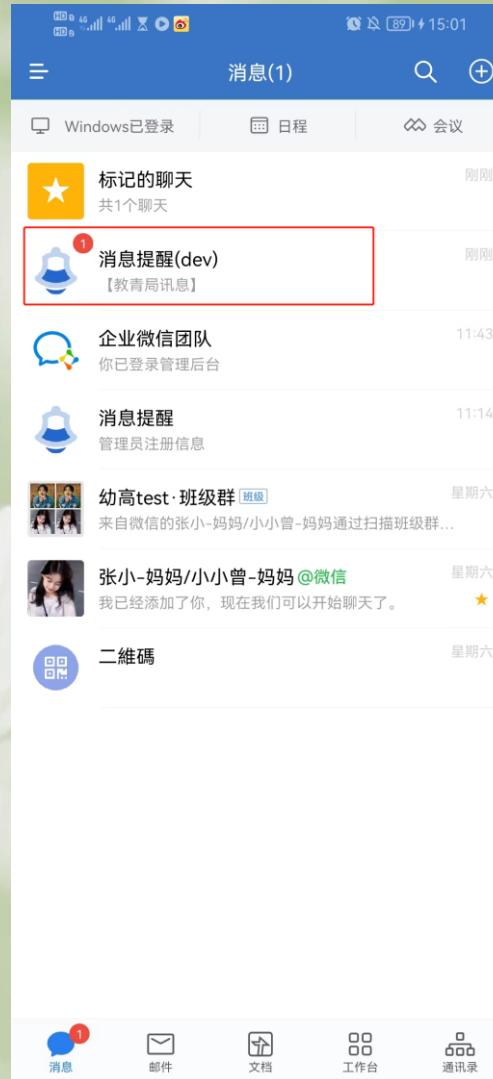 HD 46 46 89 15:01
HD
消息(1)
Windows已登录 日程 会议
标记的聊天 刚刚
共1个聊天
1
消息提醒(dev) 刚刚
【教青局讯息】
企业微信团队 11:43
你已登录管理后台
消息提醒 11:14
管理员注册信息
幼高test·班级群 班级 星期六
来自微信的张小-妈妈/小小曾-妈妈通过扫描班级群...
张小-妈妈/小小曾-妈妈@微信 星期六
我已经添加了你，现在我们可以开始聊天了。
二維碼 星期六
1
消息 邮件 文档 工作台 通讯录